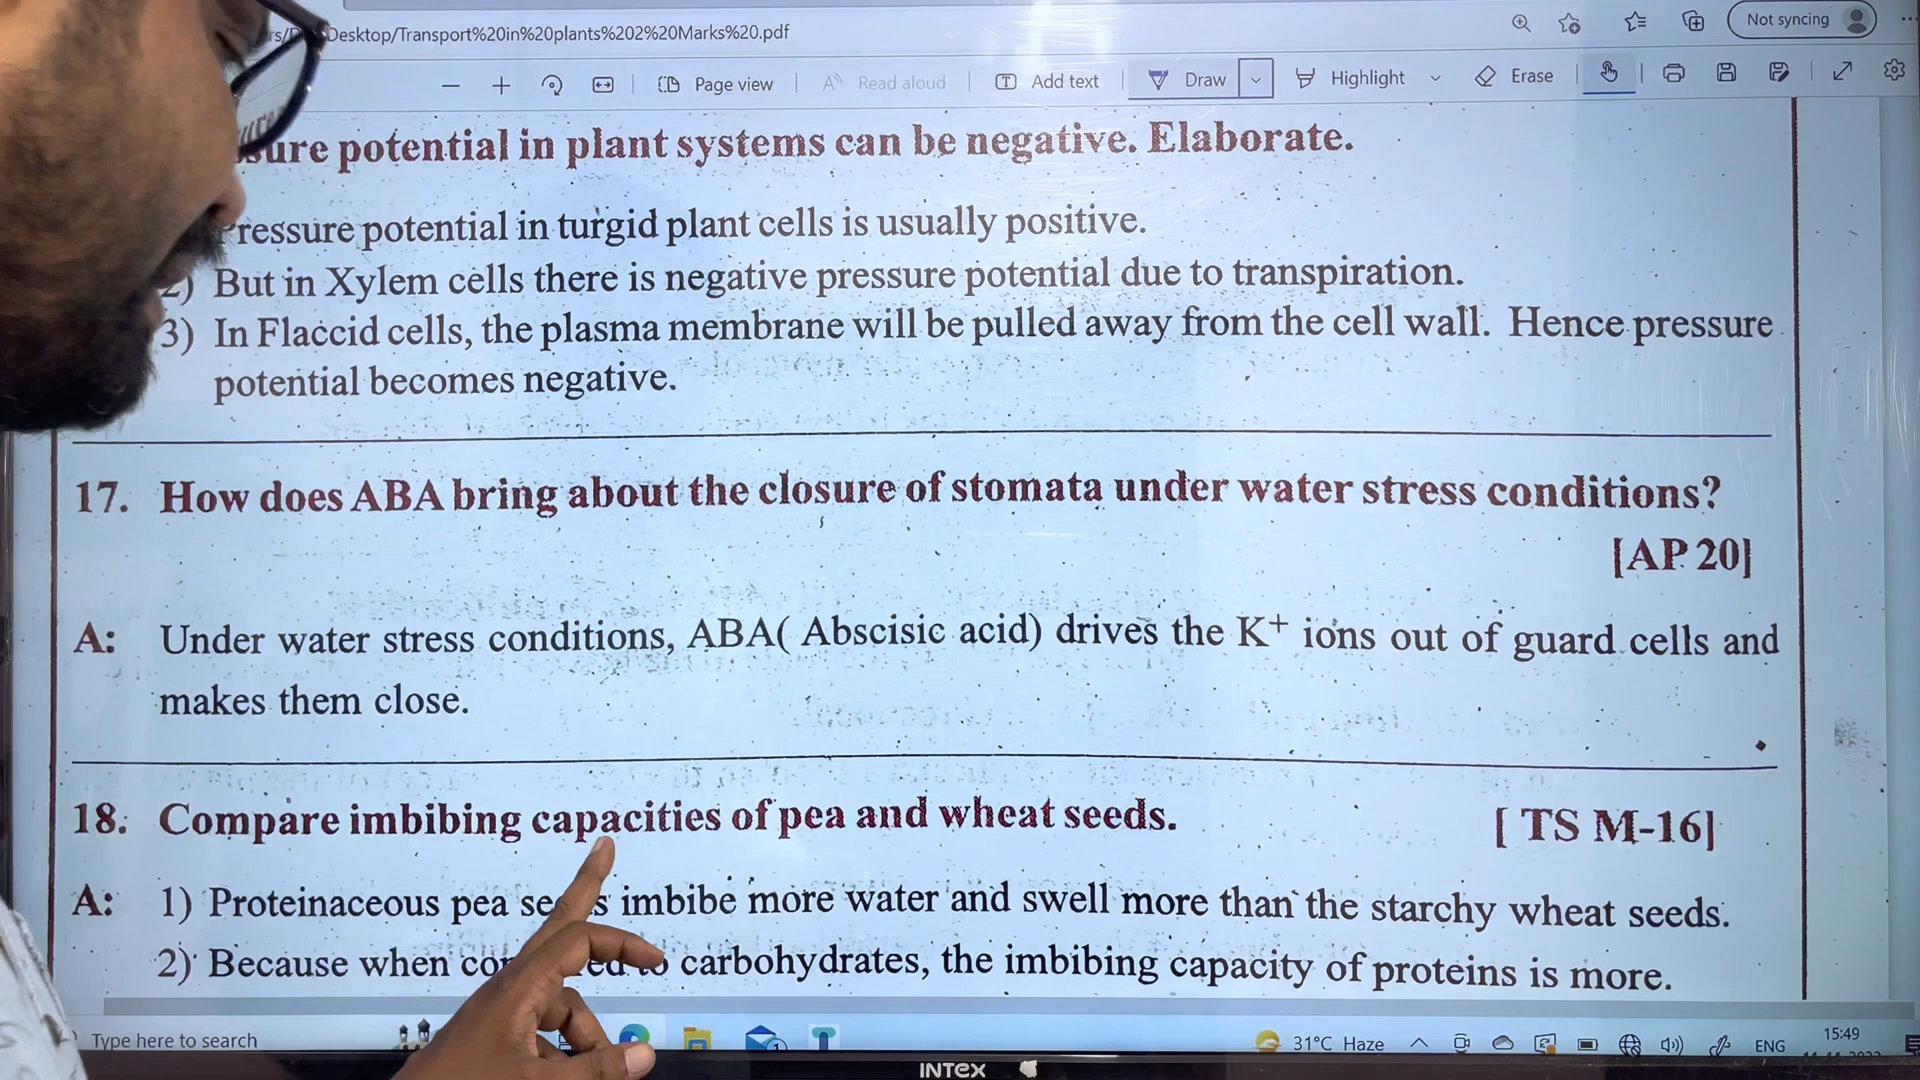 Desktop/Transport%20in%20plants%202%20Marks%20.pdf
Not syncing
Page view
Read aloud
Add text
Draw
Highlight
Erase
sure potential in plant systems can be negative. Elaborate.
ressure potential in turgid plant cells is usually positive.
2) But in Xylem cells there is negative pressure potential due to transpiration.
3) In Flaccid cells, the plasma membrane will be pulled away from the cell wall. Hence pressure
potential becomes negative.
17. How does ABA bring about the closure of stomata under water stress conditions?
[AP 20]
A: Under water stress conditions, ABA( Abscisic acid) drives the K+ ions out of guard cells and
makes them close.
18. Compare imbibing capacities of pea and wheat seeds. [ TS M-16]
A: 1) Proteinaceous pea imbibe more water and swell more than the starchy wheat seeds.
2) Because when carbohydrates, the imbibing capacity of proteins is more.
Type here to search
31°C Haze
ENG
15:49
INTEX